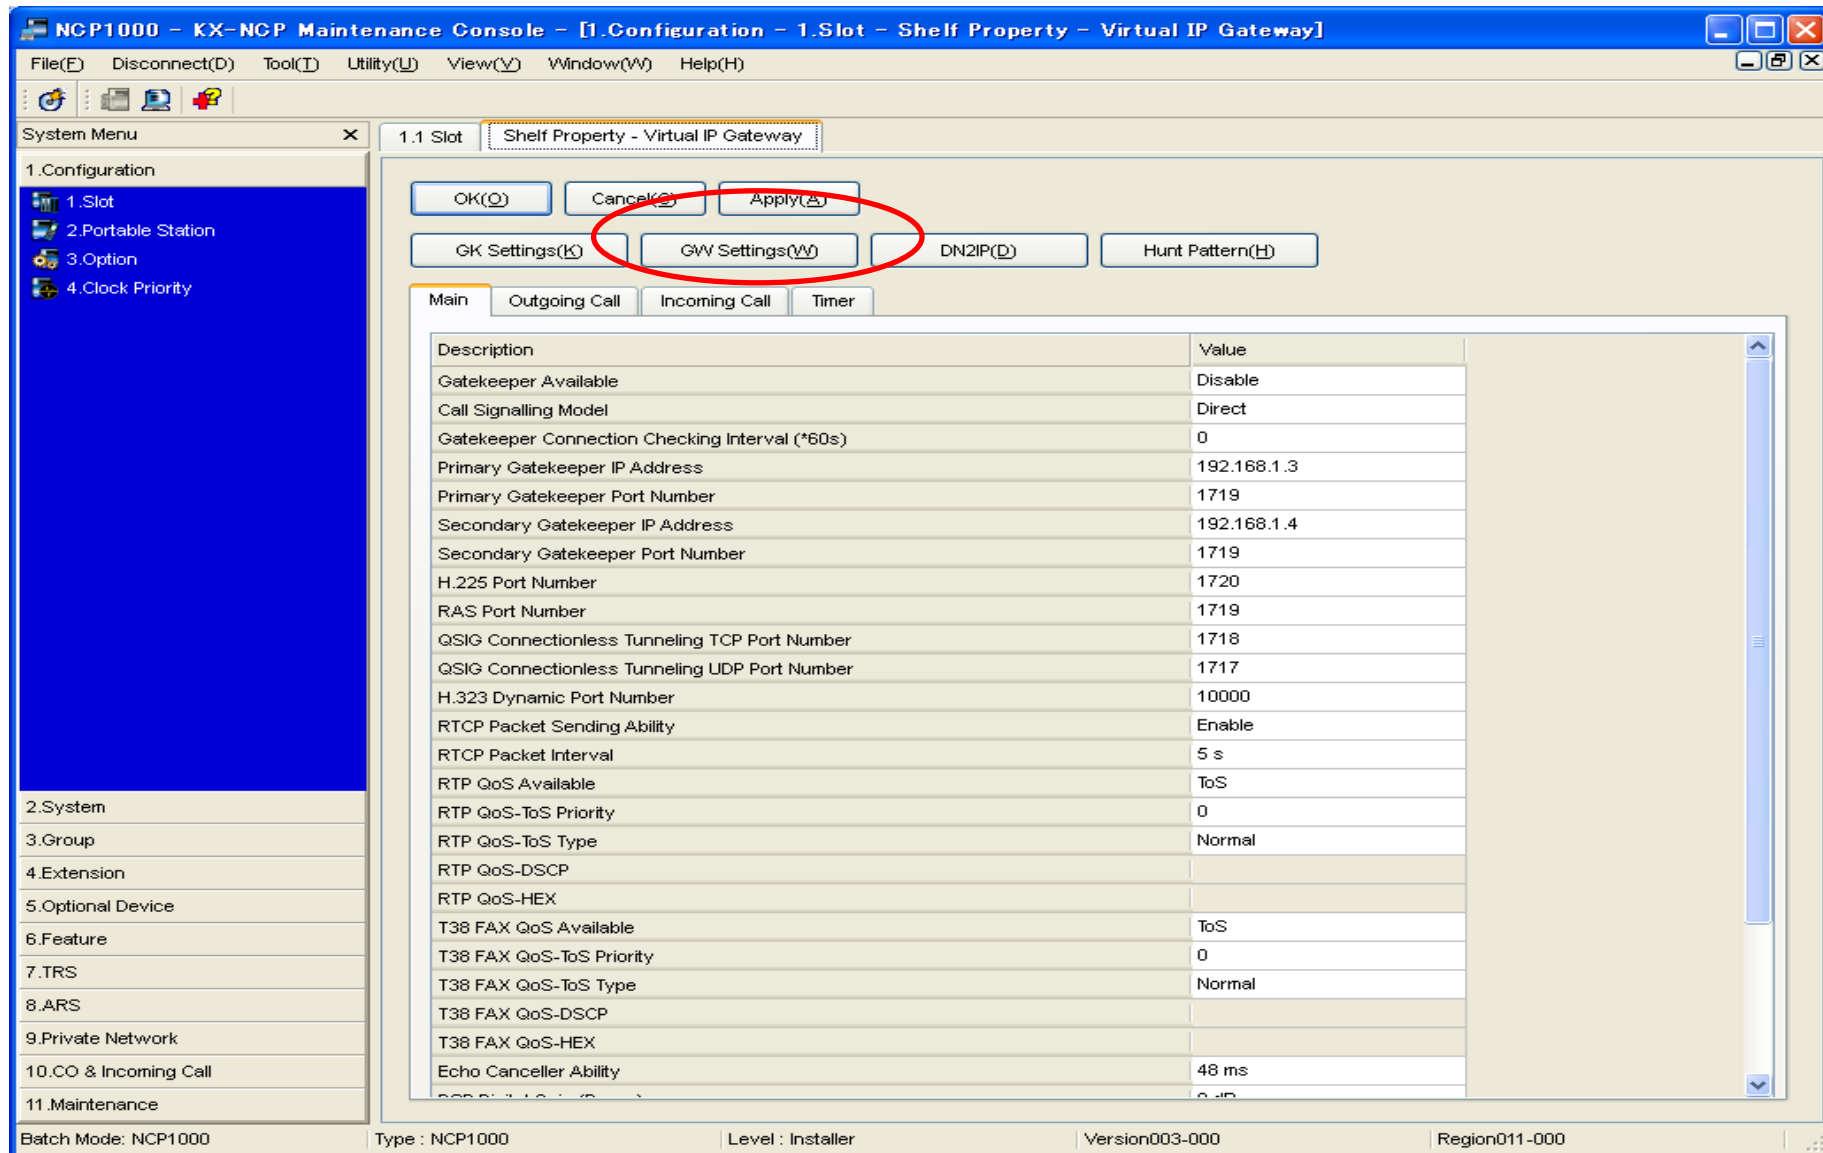 NCP1000 - KX-NCP Maintenance Console - [1.Configuration - 1.Slot - Shelf Property - Virtual IP Gateway]
File(F) Disconnect(D) Tool(T) Utility(U) View(V) Window(W) Help(H)
System Menu
1.1 Slot Shelf Property - Virtual IP Gateway
1.Configuration
1.Slot
2.Portable Station
3.Option
4.Clock Priority
2.System
3.Group
4.Extension
5.Optional Device
6.Feature
7.TRS
8.ARS
9.Private Network
10.CO & Incoming Call
11.Maintenance
OK(O) Cancel(C) Apply(A)
GK Settings(K) GW Settings(W) DN2IP(D) Hunt Pattern(H)
Main Outgoing Call Incoming Call Timer
Description Value
Gatekeeper Available Disable
Call Signalling Model Direct
Gatekeeper Connection Checking Interval (*60s) 0
Primary Gatekeeper IP Address 192.168.1.3
Primary Gatekeeper Port Number 1719
Secondary Gatekeeper IP Address 192.168.1.4
Secondary Gatekeeper Port Number 1719
H.225 Port Number 1720
RAS Port Number 1719
QSIG Connectionless Tunneling TCP Port Number 1718
QSIG Connectionless Tunneling UDP Port Number 1717
H.323 Dynamic Port Number 10000
RTCP Packet Sending Ability Enable
RTCP Packet Interval 5 s
RTP QoS Available ToS
RTP QoS-ToS Priority 0
RTP QoS-ToS Type Normal
RTP QoS-DSCP
RTP QoS-HEX
T38 FAX QoS Available ToS
T38 FAX QoS-ToS Priority 0
T38 FAX QoS-ToS Type Normal
T38 FAX QoS-DSCP
T38 FAX QoS-HEX
Echo Canceller Ability 48 ms
Batch Mode: NCP1000 Type : NCP1000 Level : Installer Version003-000 Region011-000